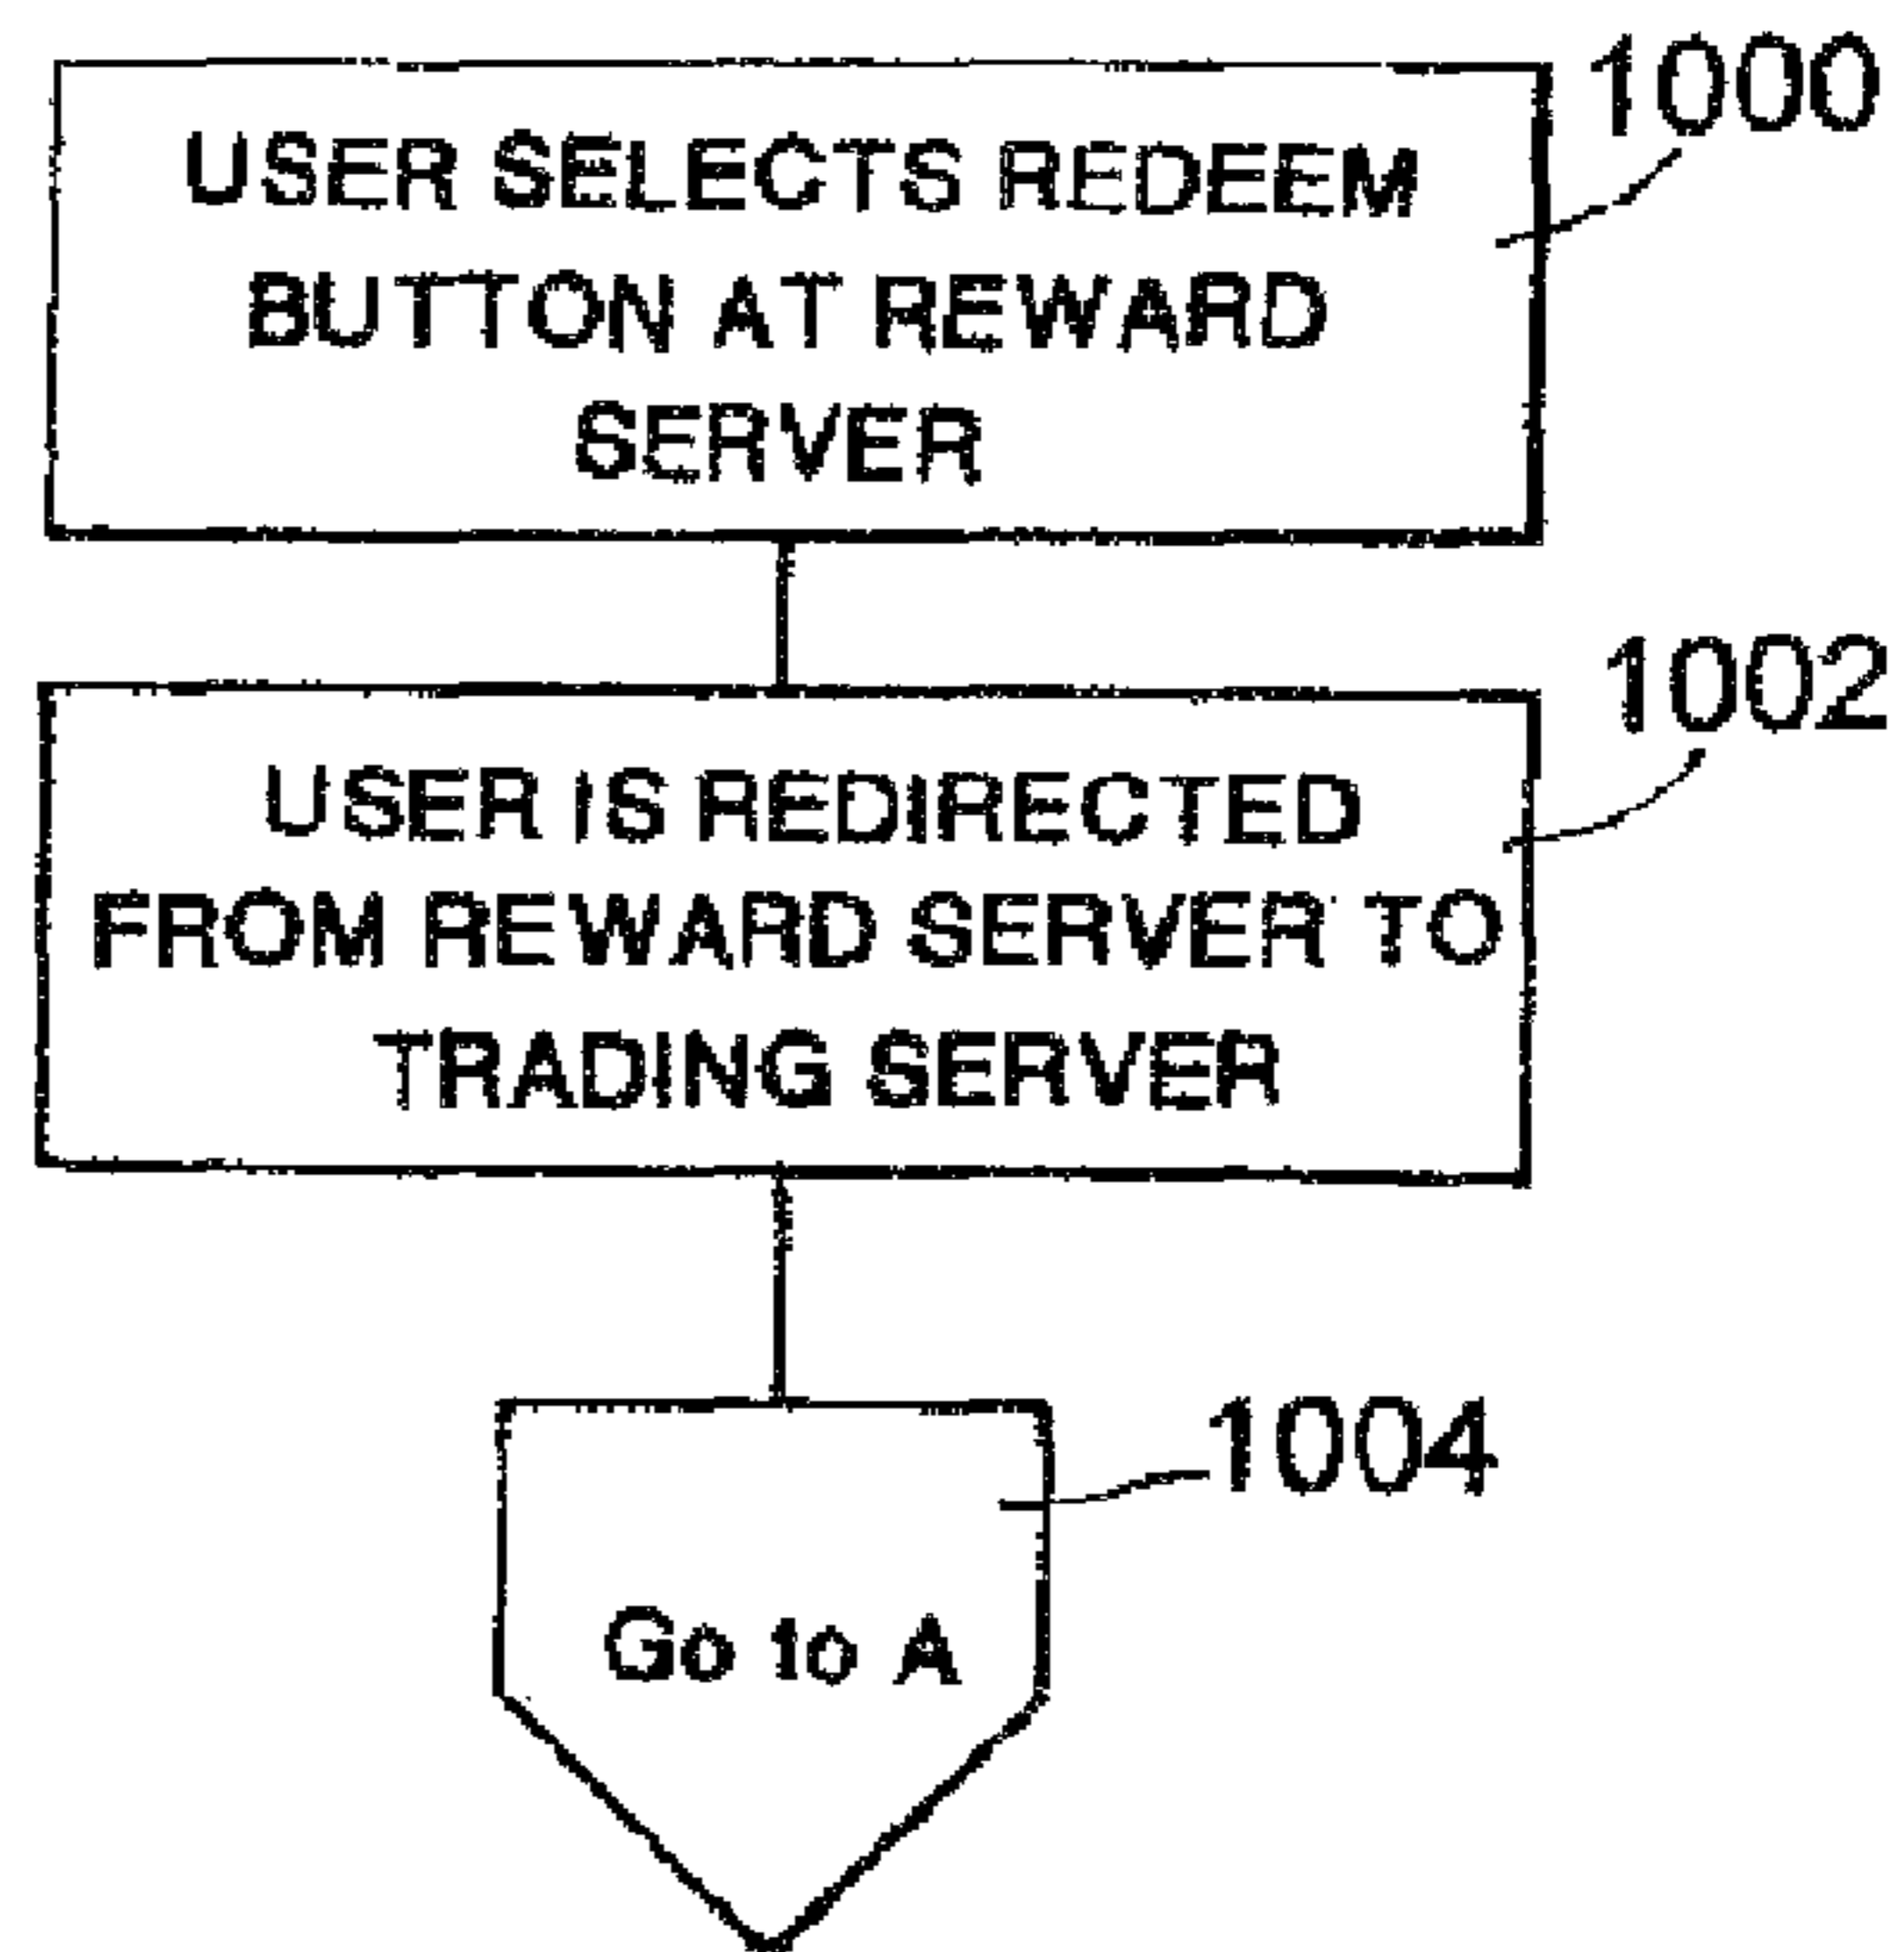 1000
USER SELECTS REDEEM
BUTTON AT REWARD
SERVER
1002
USER IS REDIRECTED
FROM REWARD SERVER TO
TRADING SERVER
1004
Go to A